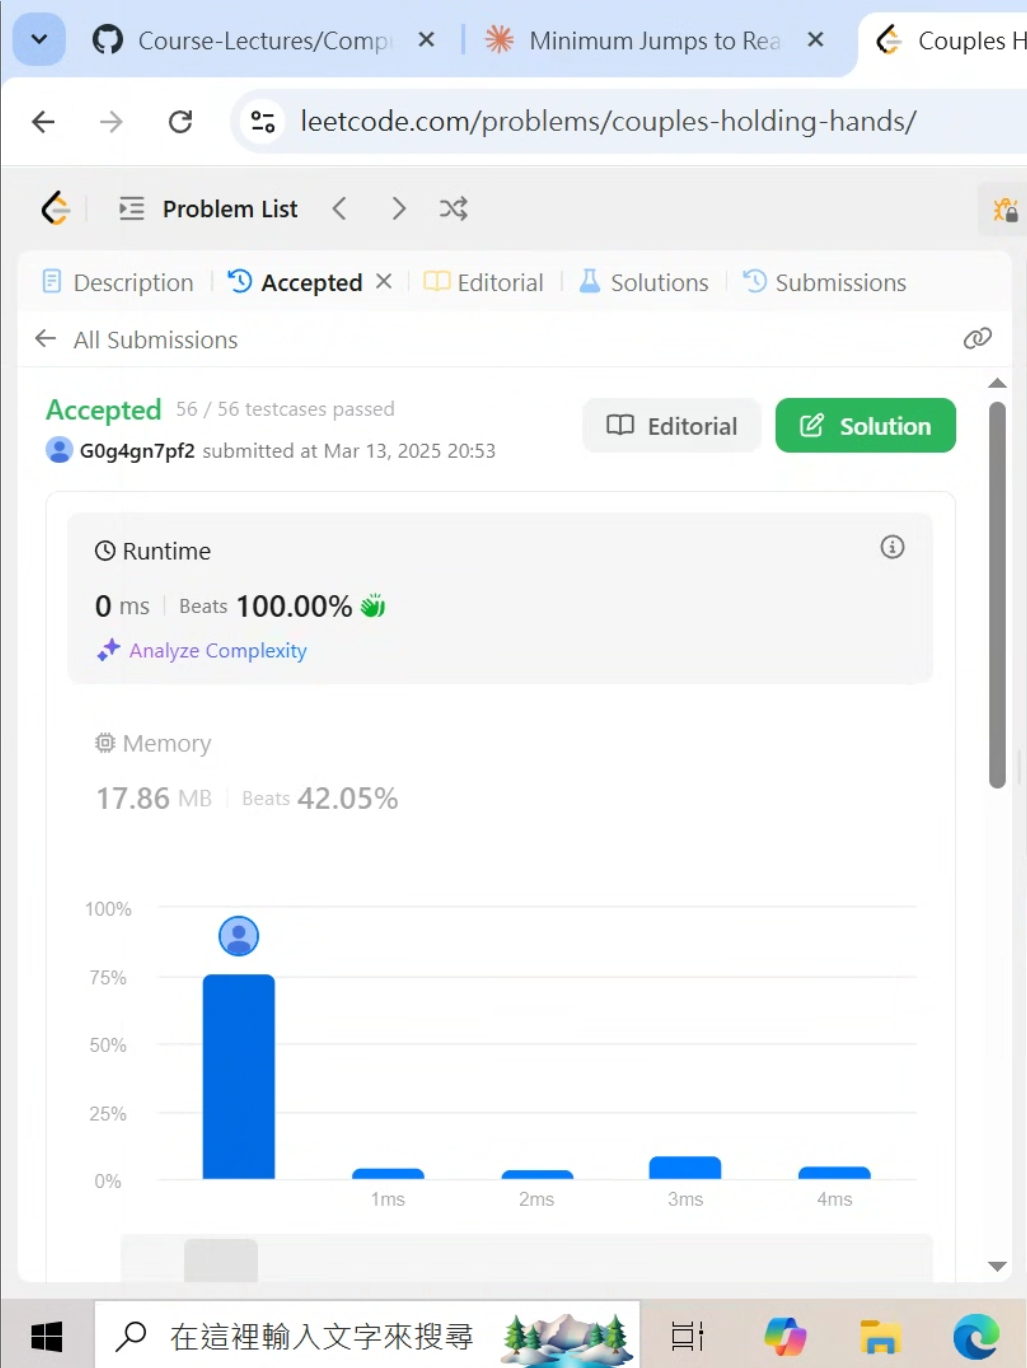 Course-Lectures/Comp
Minimum Jumps to Rea
Couples H
leetcode.com/problems/couples-holding-hands/
Problem List
Description
Accepted
Editorial
Solutions
Submissions
All Submissions
Accepted 56 / 56 testcases passed
G0g4gn7pf2 submitted at Mar 13, 2025 20:53
Editorial
Solution
Runtime
0 ms Beats 100.00%
Analyze Complexity
Memory
17.86 MB Beats 42.05%
100%
75%
50%
25%
0%
1ms
2ms
3ms
4ms
在這裡輸入文字來搜尋